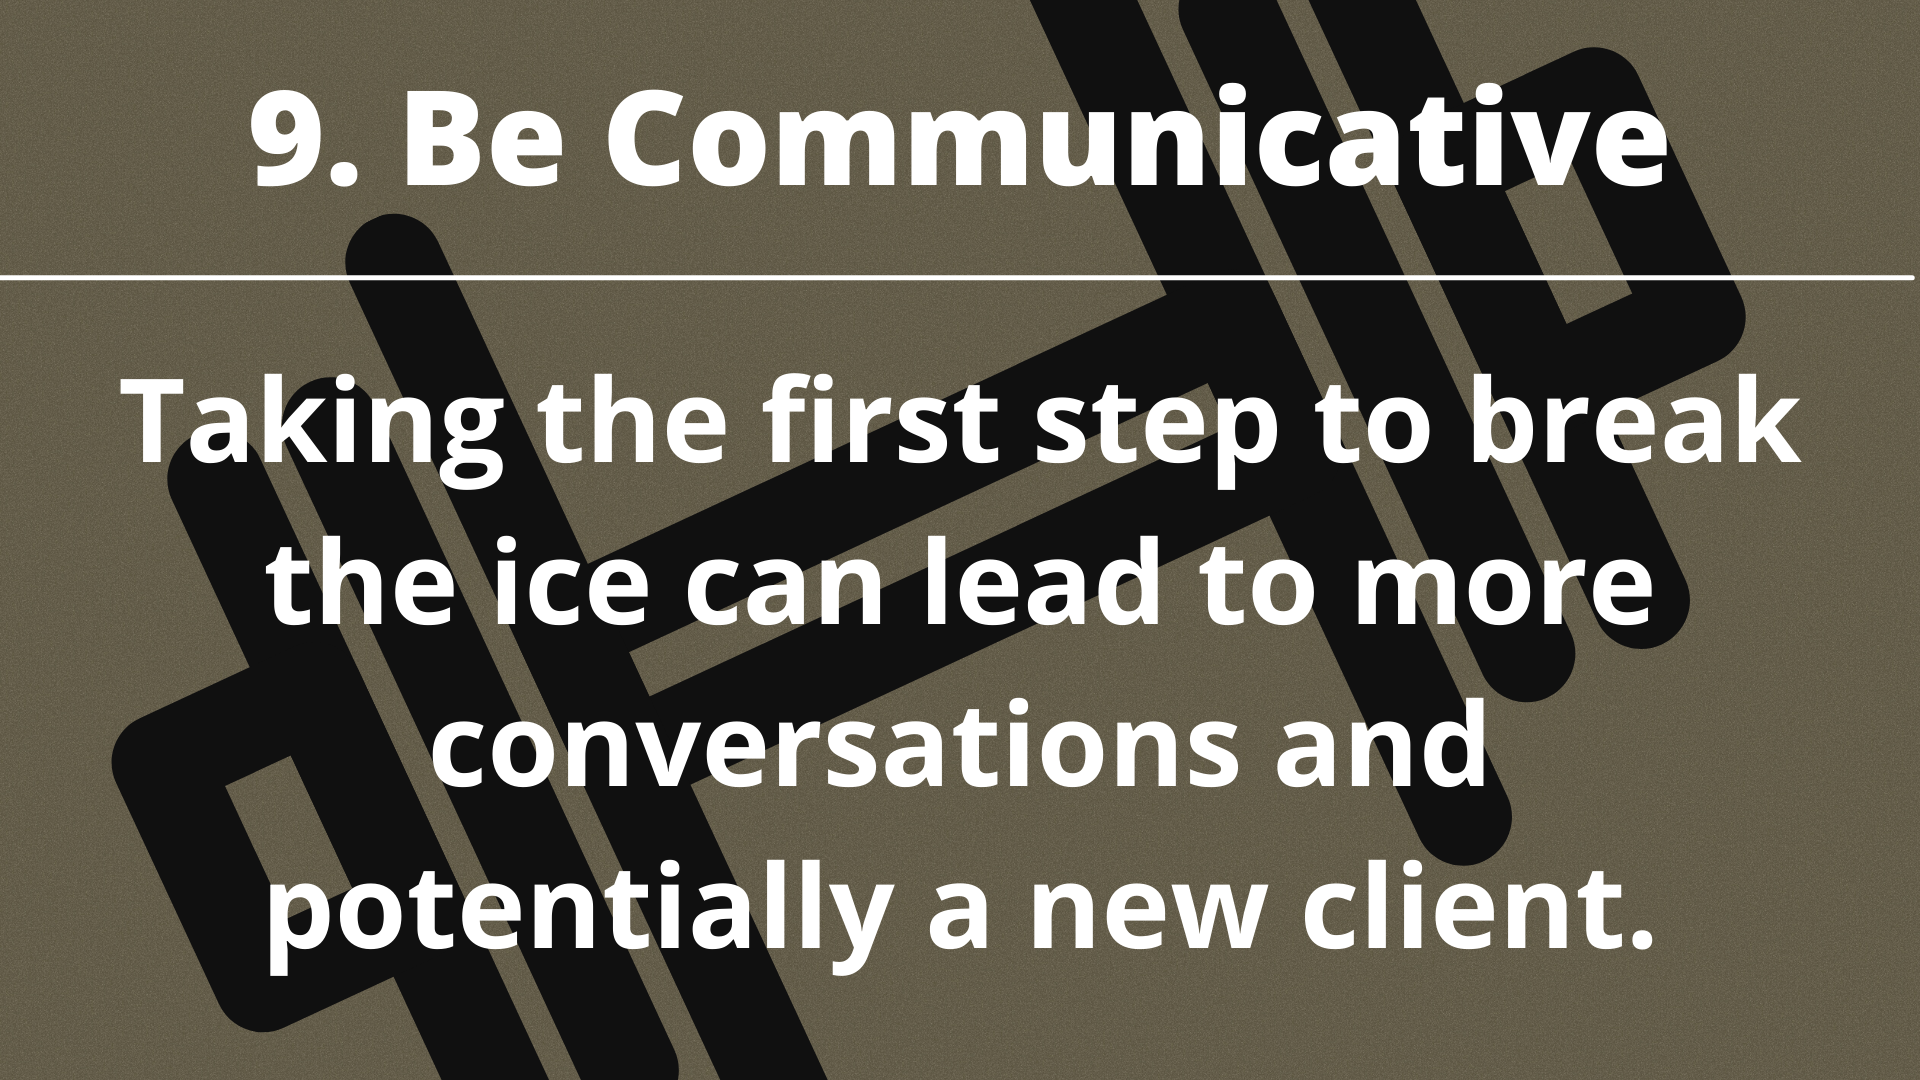 9. Be Communicative
Taking the first step to break
the ice can lead to more
conversations and
potentially a new client.